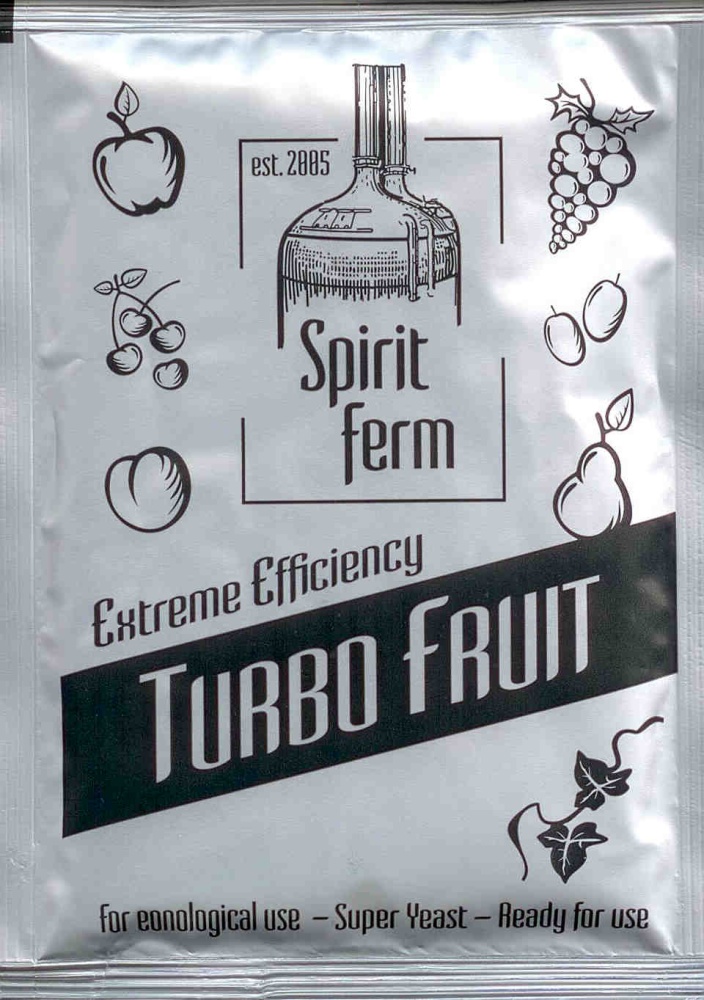 est. 2005
Spirit
ferm
Extreme Efficiency
TURBO FRUIT
for eonological use – Super Yeast – Ready for use